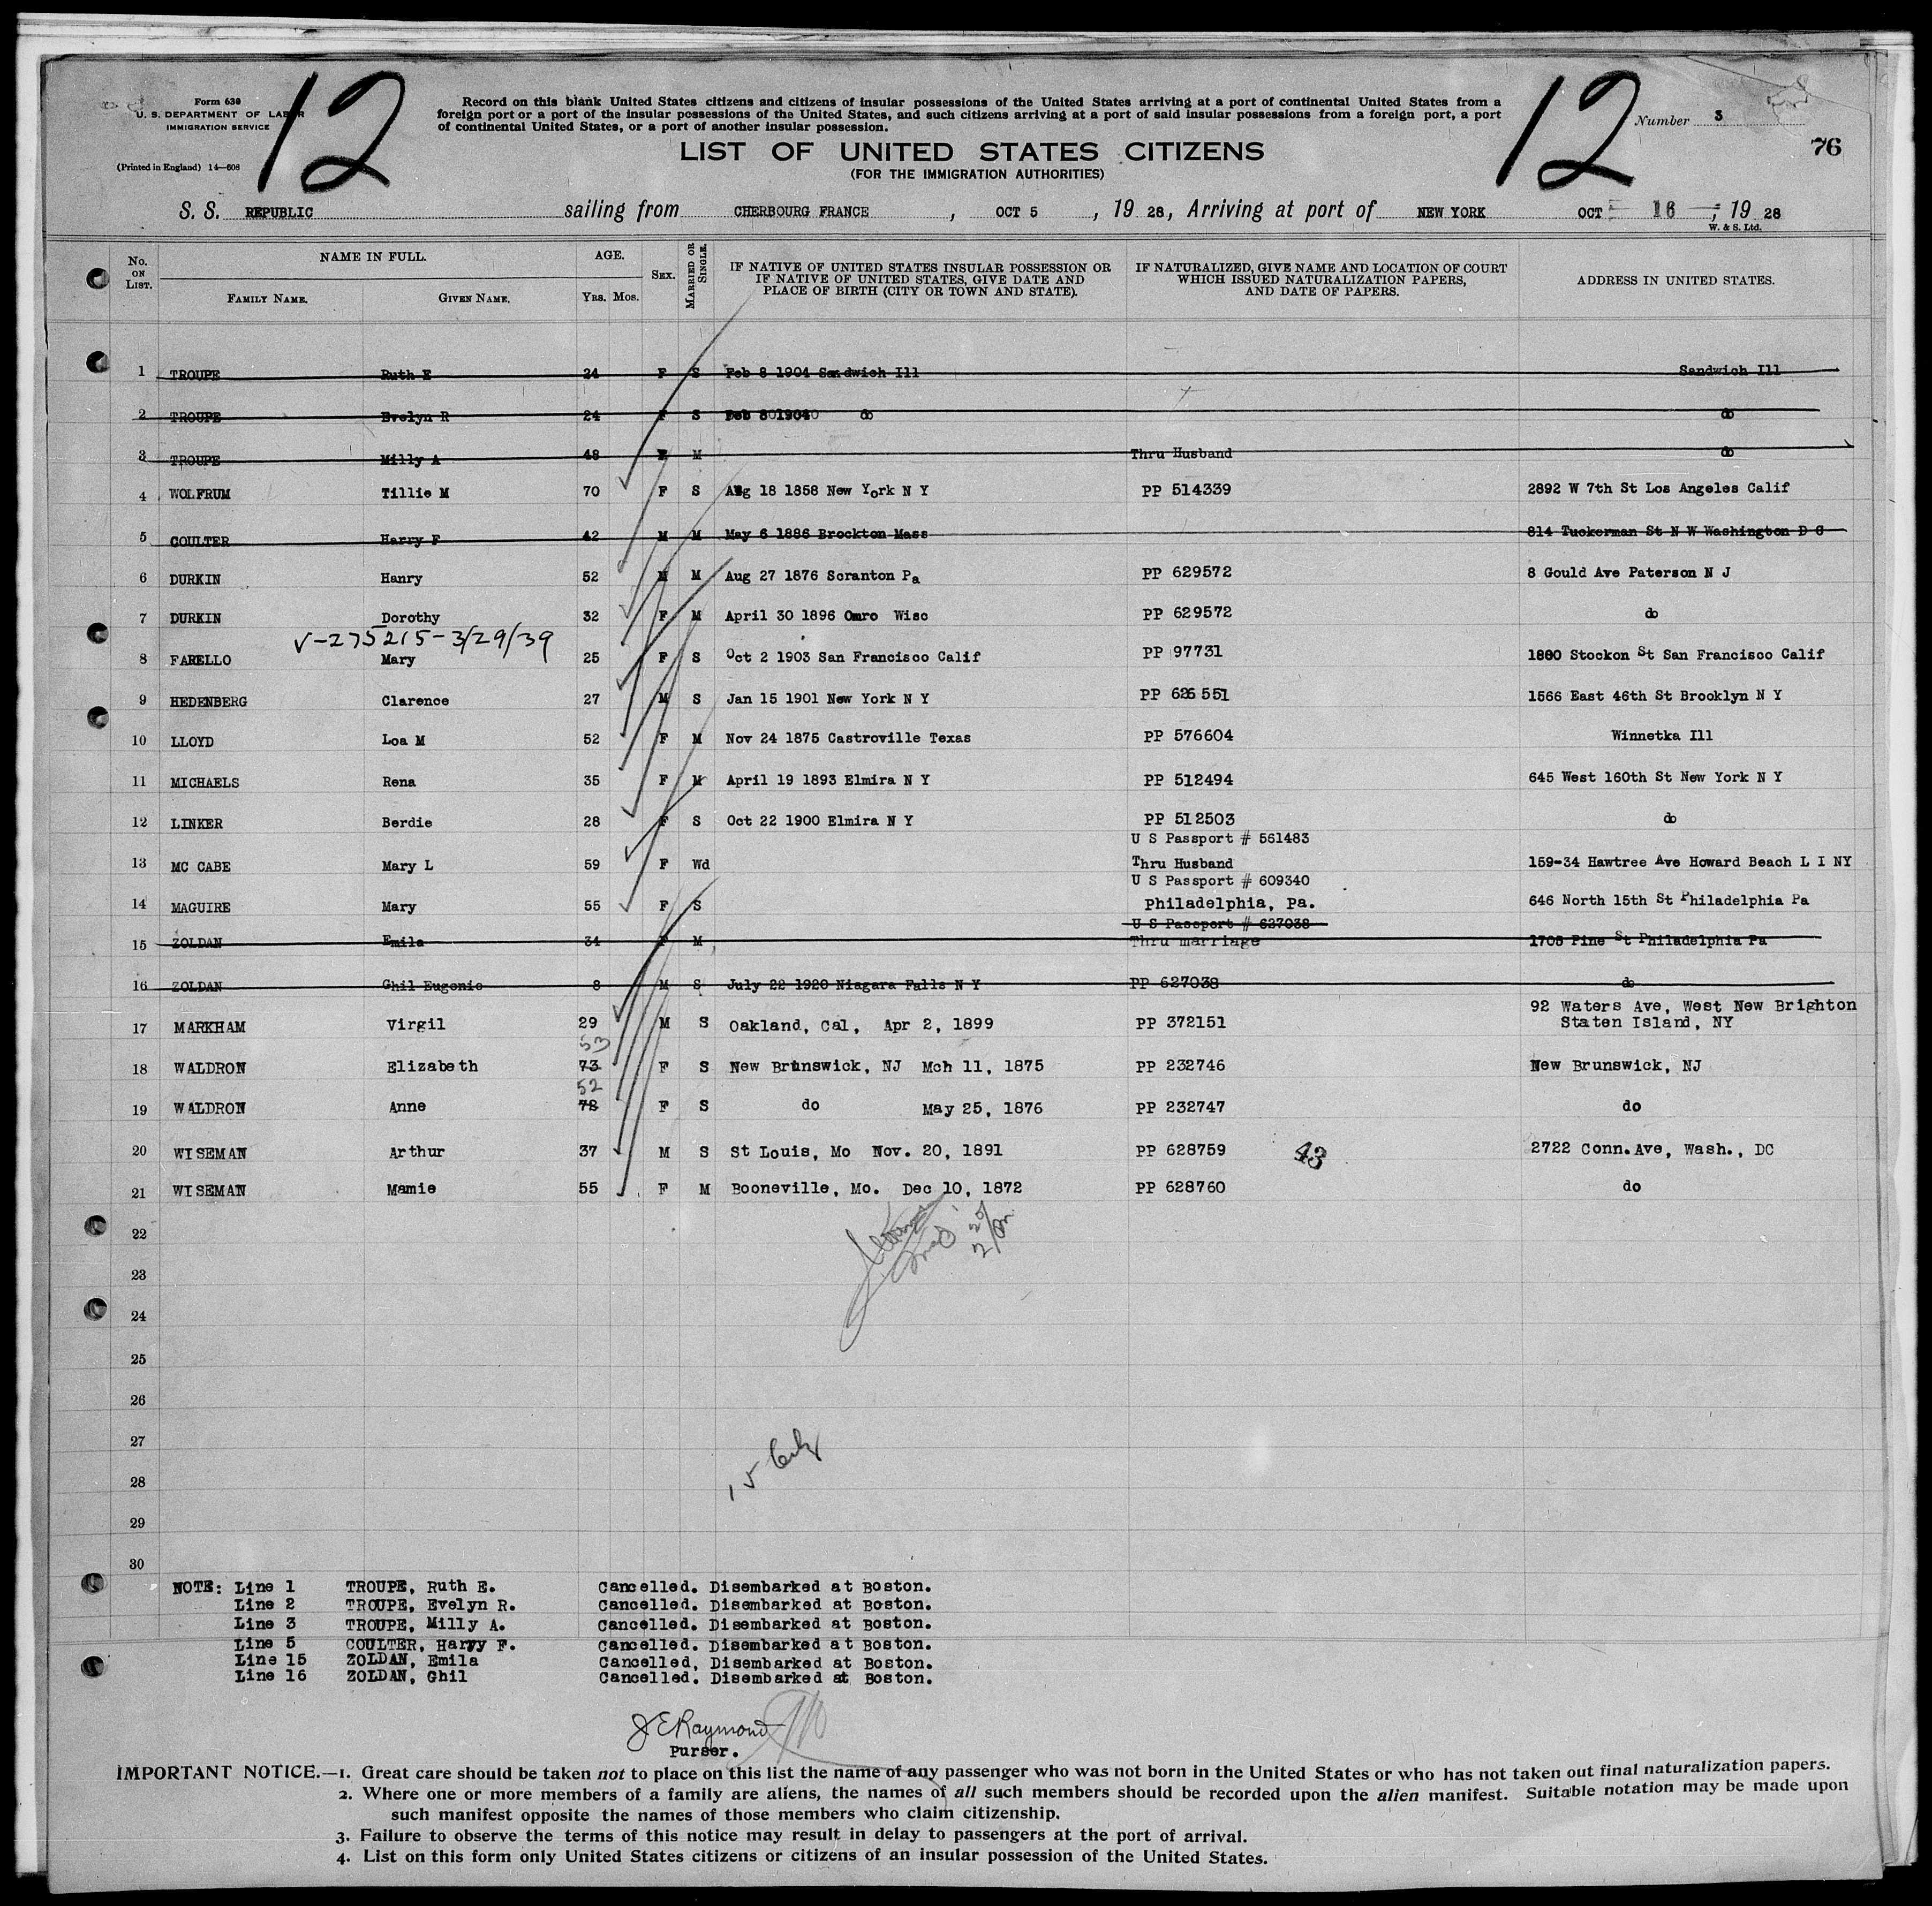 12
12
Form 630
U. S. DEPARTMENT OF LABOR
IMMIGRATION SERVICE
(Printed in England) 14—608
Record on this blank United States citizens and citizens of insular possessions of the United States arriving at a port of continental United States from a
foreign port or a port of the insular possessions of the United States, and such citizens arriving at a port of said insular possessions from a foreign port, a port
of continental United States, or a port of another insular possession.
Number 3
76
LIST OF UNITED STATES CITIZENS
(FOR THE IMMIGRATION AUTHORITIES)
S. S. REPUBLIC sailing from CHERBOURG FRANCE, OCT 5, 19 28, Arriving at port of NEW YORK OCT 16, 19 28
W. & S. Ltd.
No. ON LIST. NAME IN FULL. AGE. SEX. MARRIED OR SINGLE. IF NATIVE OF UNITED STATES INSULAR POSSESSION OR IF NATIVE OF UNITED STATES, GIVE DATE AND PLACE OF BIRTH (CITY OR TOWN AND STATE). IF NATURALIZED, GIVE NAME AND LOCATION OF COURT WHICH ISSUED NATURALIZATION PAPERS, AND DATE OF PAPERS. ADDRESS IN UNITED STATES.
FAMILY NAME. GIVEN NAME. YRS. MOS.
1 TROUPE Ruth E 24 F S Feb 8 1904 Sandwich Ill Sandwich Ill
2 TROUPE Evelyn R 24 F S do do
3 TROUPE Milly A 48 F M Thru Husband do
4 WOLFRUM Tillie M 70 F S Aug 18 1858 New York N Y PP 514339 2892 W 7th St Los Angeles Calif
5 COULTER Harry F 42 M M May 6 1886 Brockton Mass 814 Tuckerman St N W Washington D C
6 DURKIN Hanry 52 M M Aug 27 1876 Scranton Pa PP 629572 8 Gould Ave Paterson N J
7 DURKIN Dorothy 32 F M April 30 1896 Omro Wisc PP 629572 do
V-275215-3/29/39
8 FARELLO Mary 25 F S Oct 2 1903 San Francisco Calif PP 97731 1880 Stockon St San Francisco Calif
9 HEDENBERG Clarence 27 M S Jan 15 1901 New York N Y PP 626551 1566 East 46th St Brooklyn N Y
10 LLOYD Loa M 52 F M Nov 24 1875 Castroville Texas PP 576604 Winnetka Ill
11 MICHAELS Rena 35 F M April 19 1893 Elmira N Y PP 512494 645 West 160th St New York N Y
12 LINKER Berdie 28 F S Oct 22 1900 Elmira N Y PP 512503 do
U S Passport # 561483
13 MC CABE Mary L 59 F Wd Thru Husband 159-34 Hawtree Ave Howard Beach L I NY
U S Passport # 609340
14 MAGUIRE Mary 55 F S Philadelphia, Pa. 646 North 15th St Philadelphia Pa
U S Passport # 627038
15 ZOLDAN Emila 34 F M Thru marriage 1705 Pine St Philadelphia Pa
16 ZOLDAN Ghil Eugenio 8 M S July 22 1920 Niagara Falls N Y PP 627038 do
92 Waters Ave, West New Brighton
17 MARKHAM Virgil 29 M S Oakland, Cal, Apr 2, 1899 PP 372151 Staten Island, NY
53
18 WALDRON Elizabeth 73 F S New Brunswick, NJ Mch 11, 1875 PP 232746 New Brunswick, NJ
52
19 WALDRON Anne 72 F S do May 25, 1876 PP 232747 do
20 WISEMAN Arthur 37 M S St Louis, Mo Nov. 20, 1891 PP 628759 43 2722 Conn.Ave, Wash., DC
21 WISEMAN Mamie 55 F M Booneville, Mo. Dec 10, 1872 PP 628760 do
22
23
24
25
26
27
15
28
29
30
NOTE: Line 1 TROUPE, Ruth E. Cancelled. Disembarked at Boston.
Line 2 TROUPE, Evelyn R. Cancelled. Disembarked at Boston.
Line 3 TROUPE, Milly A. Cancelled. Disembarked at Boston.
Line 5 COULTER, Harry F. Cancelled. Disembarked at Boston.
Line 15 ZOLDAN, Emila Cancelled, Disembarked at Boston.
Line 16 ZOLDAN, Ghil Cancelled. Disembarked at Boston.
J E Raymond
Purser.
IMPORTANT NOTICE.—1. Great care should be taken not to place on this list the name of any passenger who was not born in the United States or who has not taken out final naturalization papers.
2. Where one or more members of a family are aliens, the names of all such members should be recorded upon the alien manifest. Suitable notation may be made upon
such manifest opposite the names of those members who claim citizenship.
3. Failure to observe the terms of this notice may result in delay to passengers at the port of arrival.
4. List on this form only United States citizens or citizens of an insular possession of the United States.